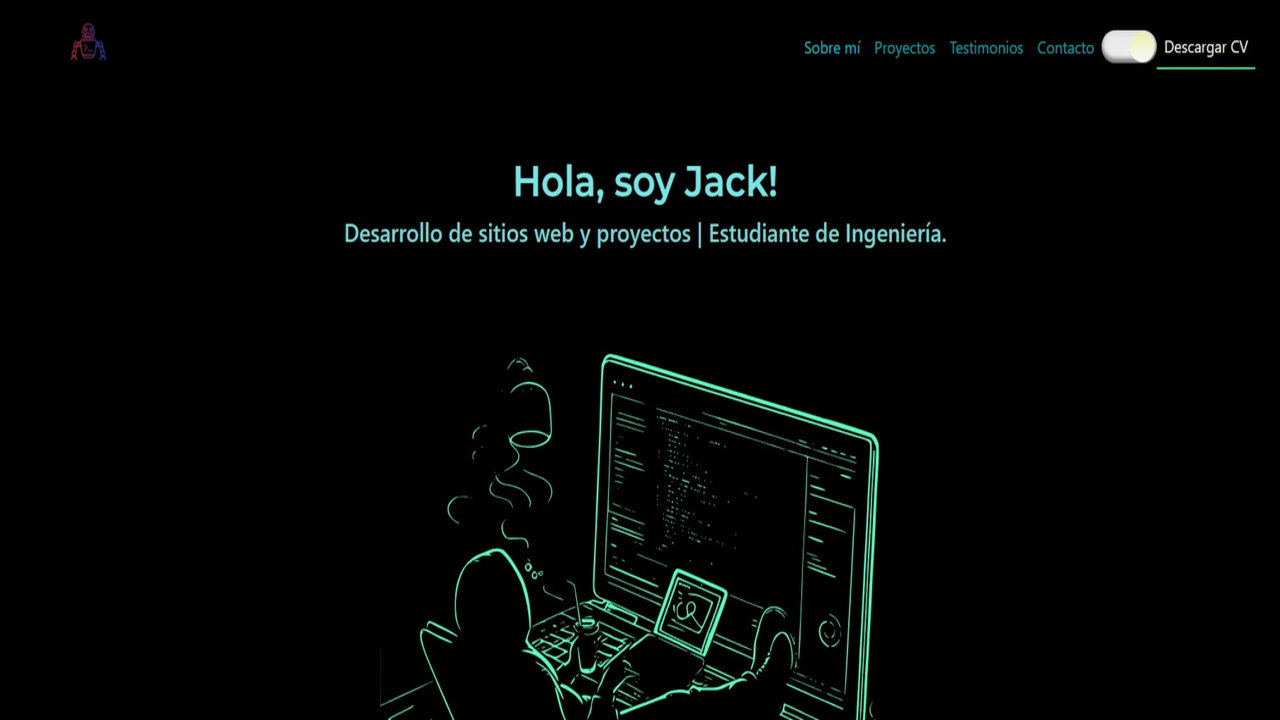 Sobre mí Proyectos Testimonios Contacto Descargar CV
Hola, soy Jack!
Desarrollo de sitios web y proyectos | Estudiante de Ingeniería.